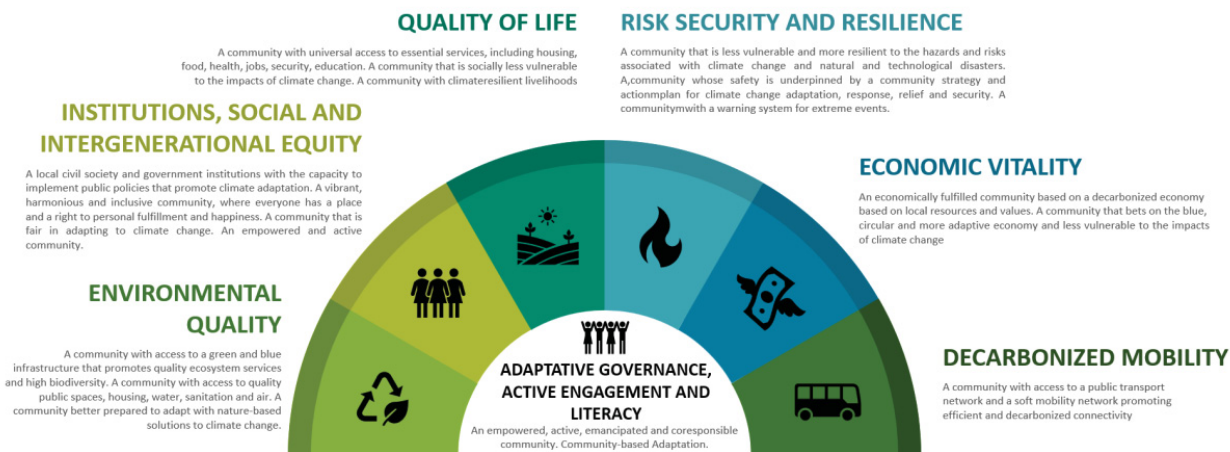 QUALITY OF LIFE
A community with universal access to essential services, including housing,
food, health, jobs, security, education. A community that is socially less vulnerable
to the impacts of climate change. A community with climateresilient livelihoods
RISK SECURITY AND RESILIENCE
A community that is less vulnerable and more resilient to the hazards and risks
associated with climate change and natural and technological disasters.
A,community whose safety is underpinned by a community strategy and
actionmplan for climate change adaptation, response, relief and security. A
communitymwith a warning system for extreme events.
INSTITUTIONS, SOCIAL AND
INTERGENERATIONAL EQUITY
A local civil society and government institutions with the capacity to
implement public policies that promote climate adaptation. A vibrant,
harmonious and inclusive community, where everyone has a place
and a right to personal fulfillment and happiness. A community that is
fair in adapting to climate change. An empowered and active
community.
ECONOMIC VITALITY
An economically fulfilled community based on a decarbonized economy
based on local resources and values. A community that bets on the blue,
circular and more adaptive economy and less vulnerable to the impacts
of climate change
ENVIRONMENTAL
QUALITY
A community with access to a green and blue
infrastructure that promotes quality ecosystem services
and high biodiversity. A community with access to quality
public spaces, housing, water, sanitation and air. A
community better prepared to adapt with nature-based
solutions to climate change.
ADAPTATIVE GOVERNANCE,
ACTIVE ENGAGEMENT AND
LITERACY
An empowered, active, emancipated and coresponsible
community. Community-based Adaptation.
DECARBONIZED MOBILITY
A community with access to a public transport
network and a soft mobility network promoting
efficient and decarbonized connectivity